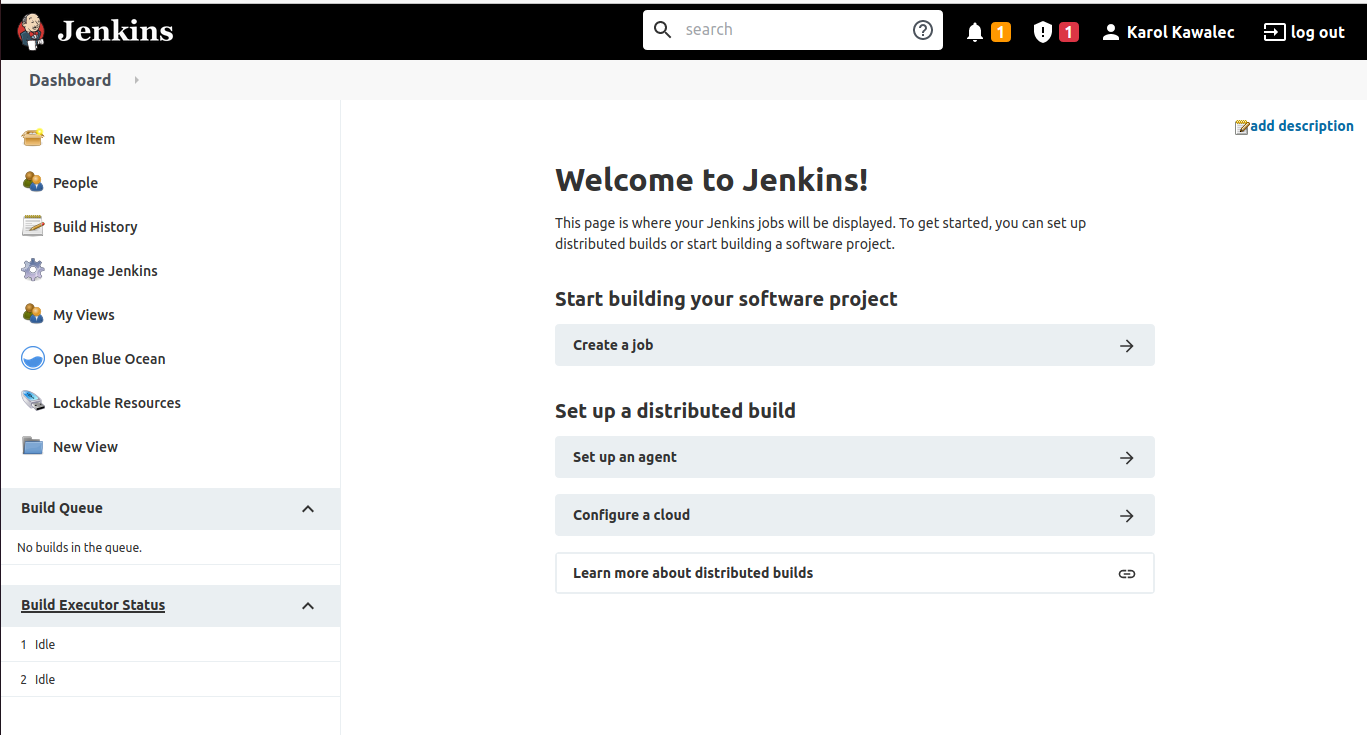 Jenkins
search
1
1
Karol Kawalec
log out
Dashboard
New Item
People
Build History
Manage Jenkins
My Views
Open Blue Ocean
Lockable Resources
New View
Build Queue
No builds in the queue.
Build Executor Status
1 Idle
2 Idle
add description
Welcome to Jenkins!
This page is where your Jenkins jobs will be displayed. To get started, you can set up
distributed builds or start building a software project.
Start building your software project
Create a job
Set up a distributed build
Set up an agent
Configure a cloud
Learn more about distributed builds